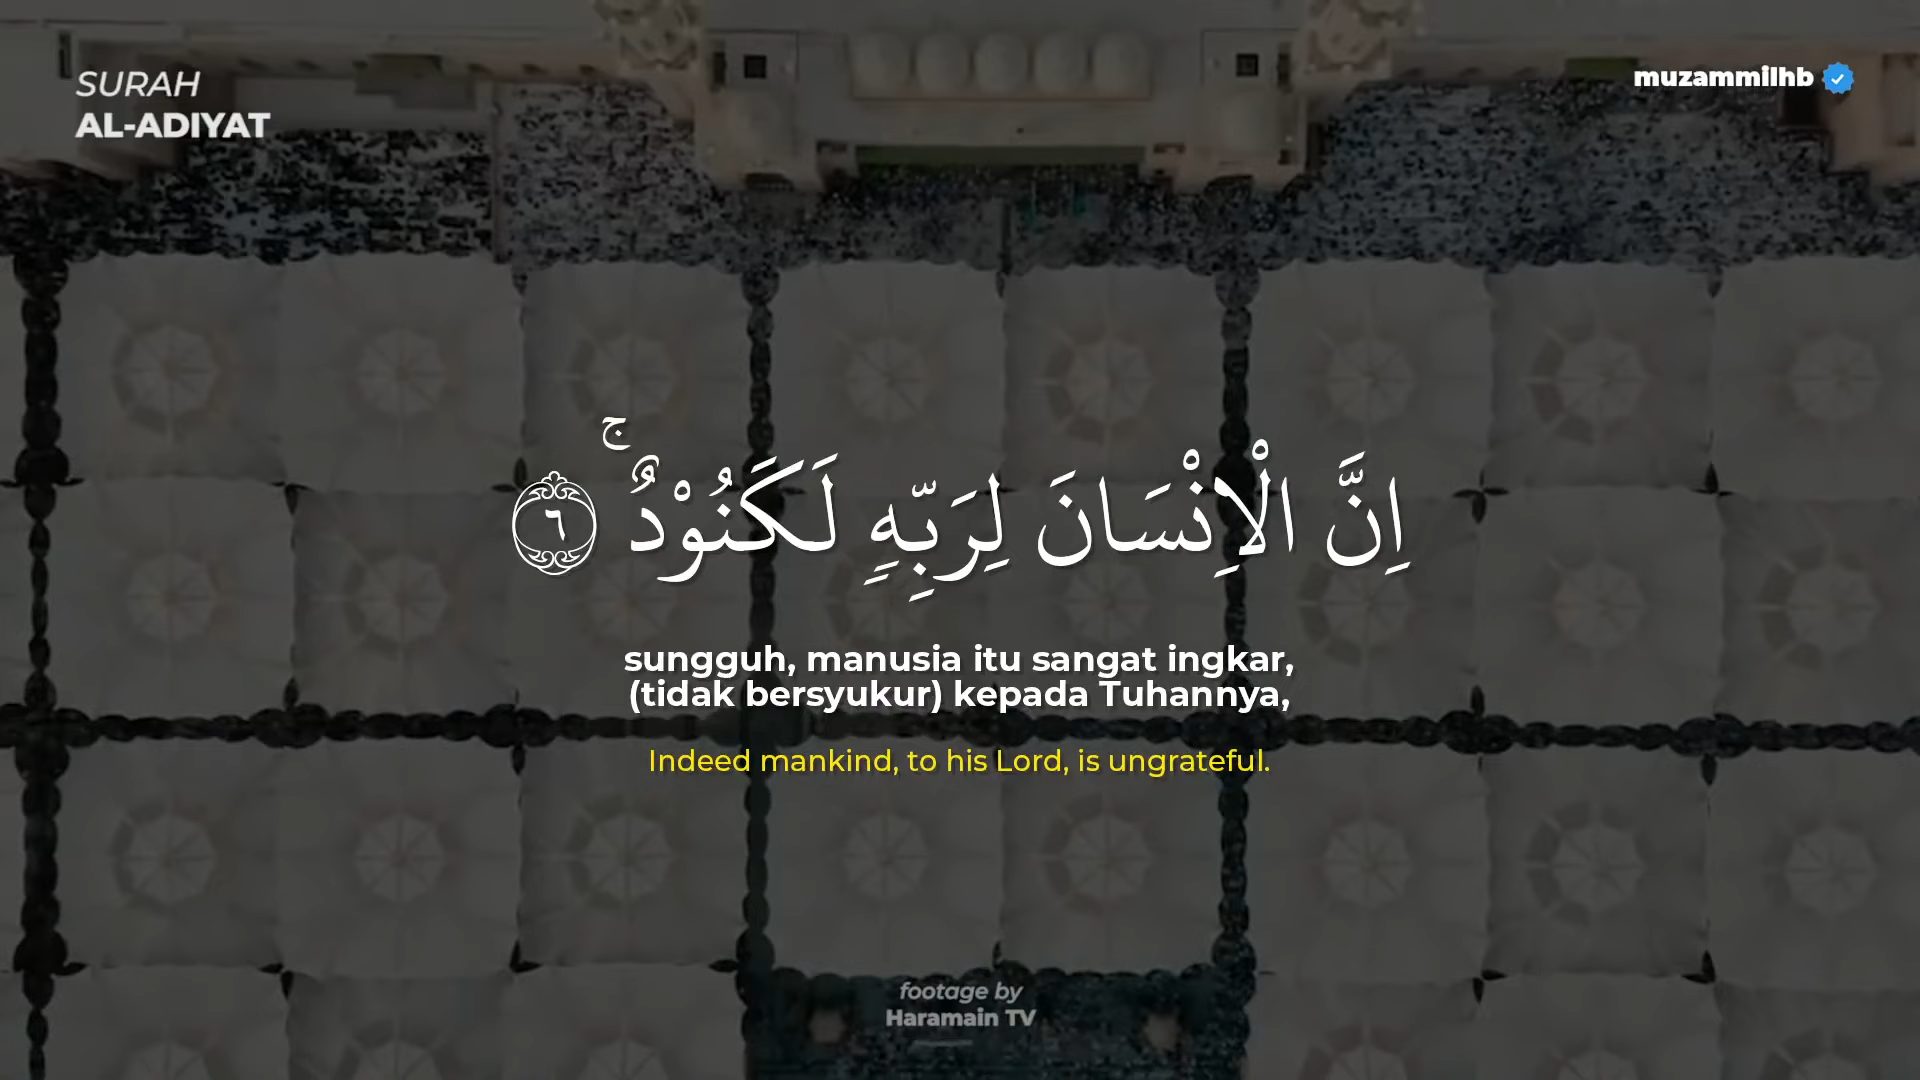 SURAH
AL-ADIYAT
muzammilhb
اِنَّ الْاِنْسَانَ لِرَبِّهٖ لَكَنُوْدٌ ۚ ٦
sungguh, manusia itu sangat ingkar,
(tidak bersyukur) kepada Tuhannya,
Indeed mankind, to his Lord, is ungrateful.
footage by
Haramain TV